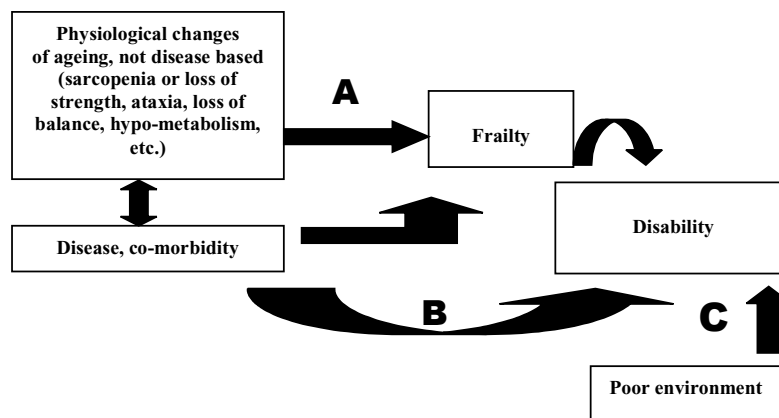 Physiological changes
of ageing, not disease based
(sarcopenia or loss of
strength, ataxia, loss of
balance, hypo-metabolism,
etc.)
A
Frailty
Disease, co-morbidity
Disability
B
C
Poor environment